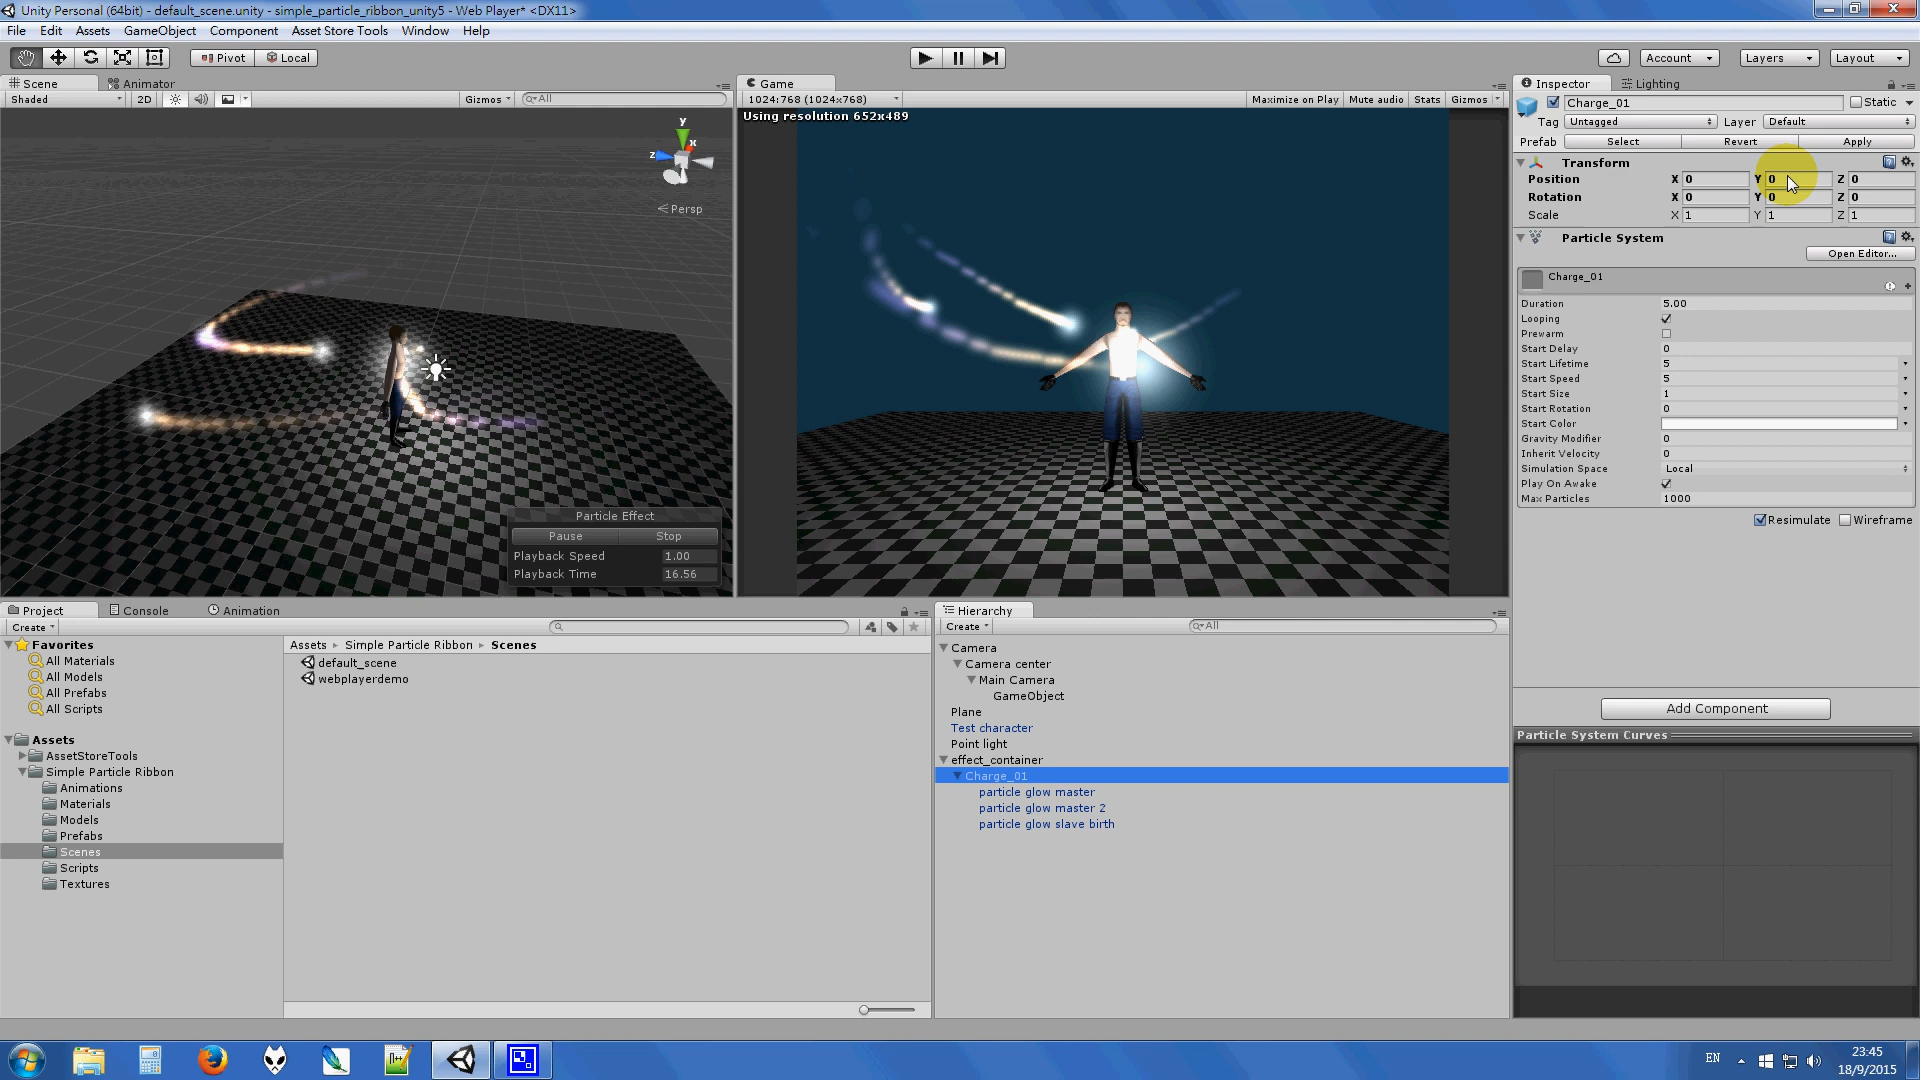 Unity Personal (64bit) - default_scene.unity - simple_particle_ribbon_unity5 - Web Player* <DX11>
File Edit Assets GameObject Component Asset Store Tools Window Help
Pivot Local Account Layers Layout
Scene Animator
Shaded 2D Gizmos All
y
x
z
Persp
Particle Effect
Pause Stop
Playback Speed 1.00
Playback Time 16.56
Game
1024:768 (1024x768) Maximize on Play Mute audio Stats Gizmos
Using resolution 652x489
Inspector Lighting
Charge_01 Static
Tag Untagged Layer Default
Prefab Select Revert Apply
Transform
Position X 0 Y 0 Z 0
Rotation X 0 Y 0 Z 0
Scale X 1 Y 1 Z 1
Particle System
Open Editor...
Charge_01
Duration 5.00
Looping
Prewarm
Start Delay 0
Start Lifetime 5
Start Speed 5
Start Size 1
Start Rotation 0
Start Color
Gravity Modifier 0
Inherit Velocity 0
Simulation Space Local
Play On Awake
Max Particles 1000
Resimulate Wireframe
Add Component
Particle System Curves
Project Console Animation
Create
Favorites
All Materials
All Models
All Prefabs
All Scripts
Assets
AssetStoreTools
Simple Particle Ribbon
Animations
Materials
Models
Prefabs
Scenes
Scripts
Textures
Assets Simple Particle Ribbon Scenes
default_scene
webplayerdemo
Hierarchy
Create All
Camera
Camera center
Main Camera
GameObject
Plane
Test character
Point light
effect_container
Charge_01
particle glow master
particle glow master 2
particle glow slave birth
EN
23:45
18/9/2015